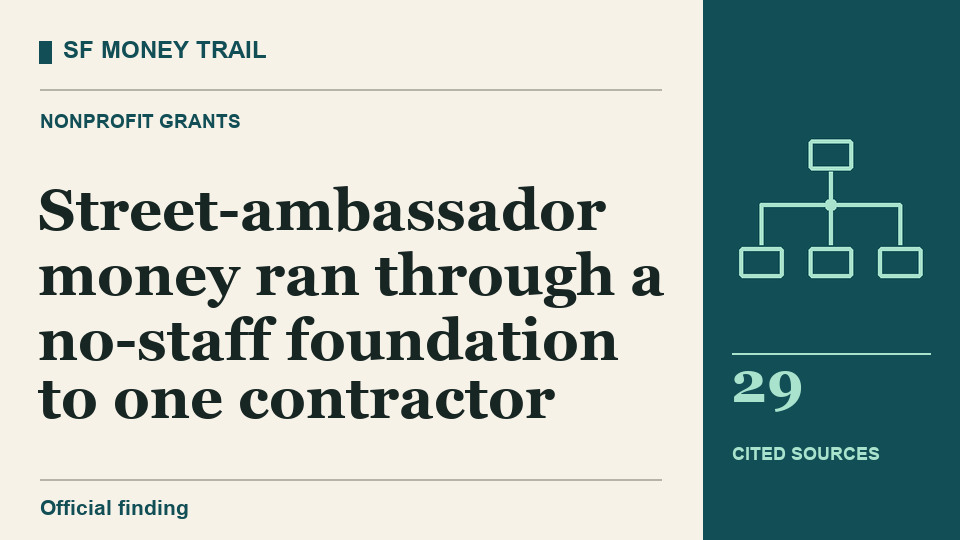 SF MONEY TRAIL
NONPROFIT GRANTS
Street-ambassador
money ran through a
no-staff foundation
to one contractor
Official finding
29
CITED SOURCES